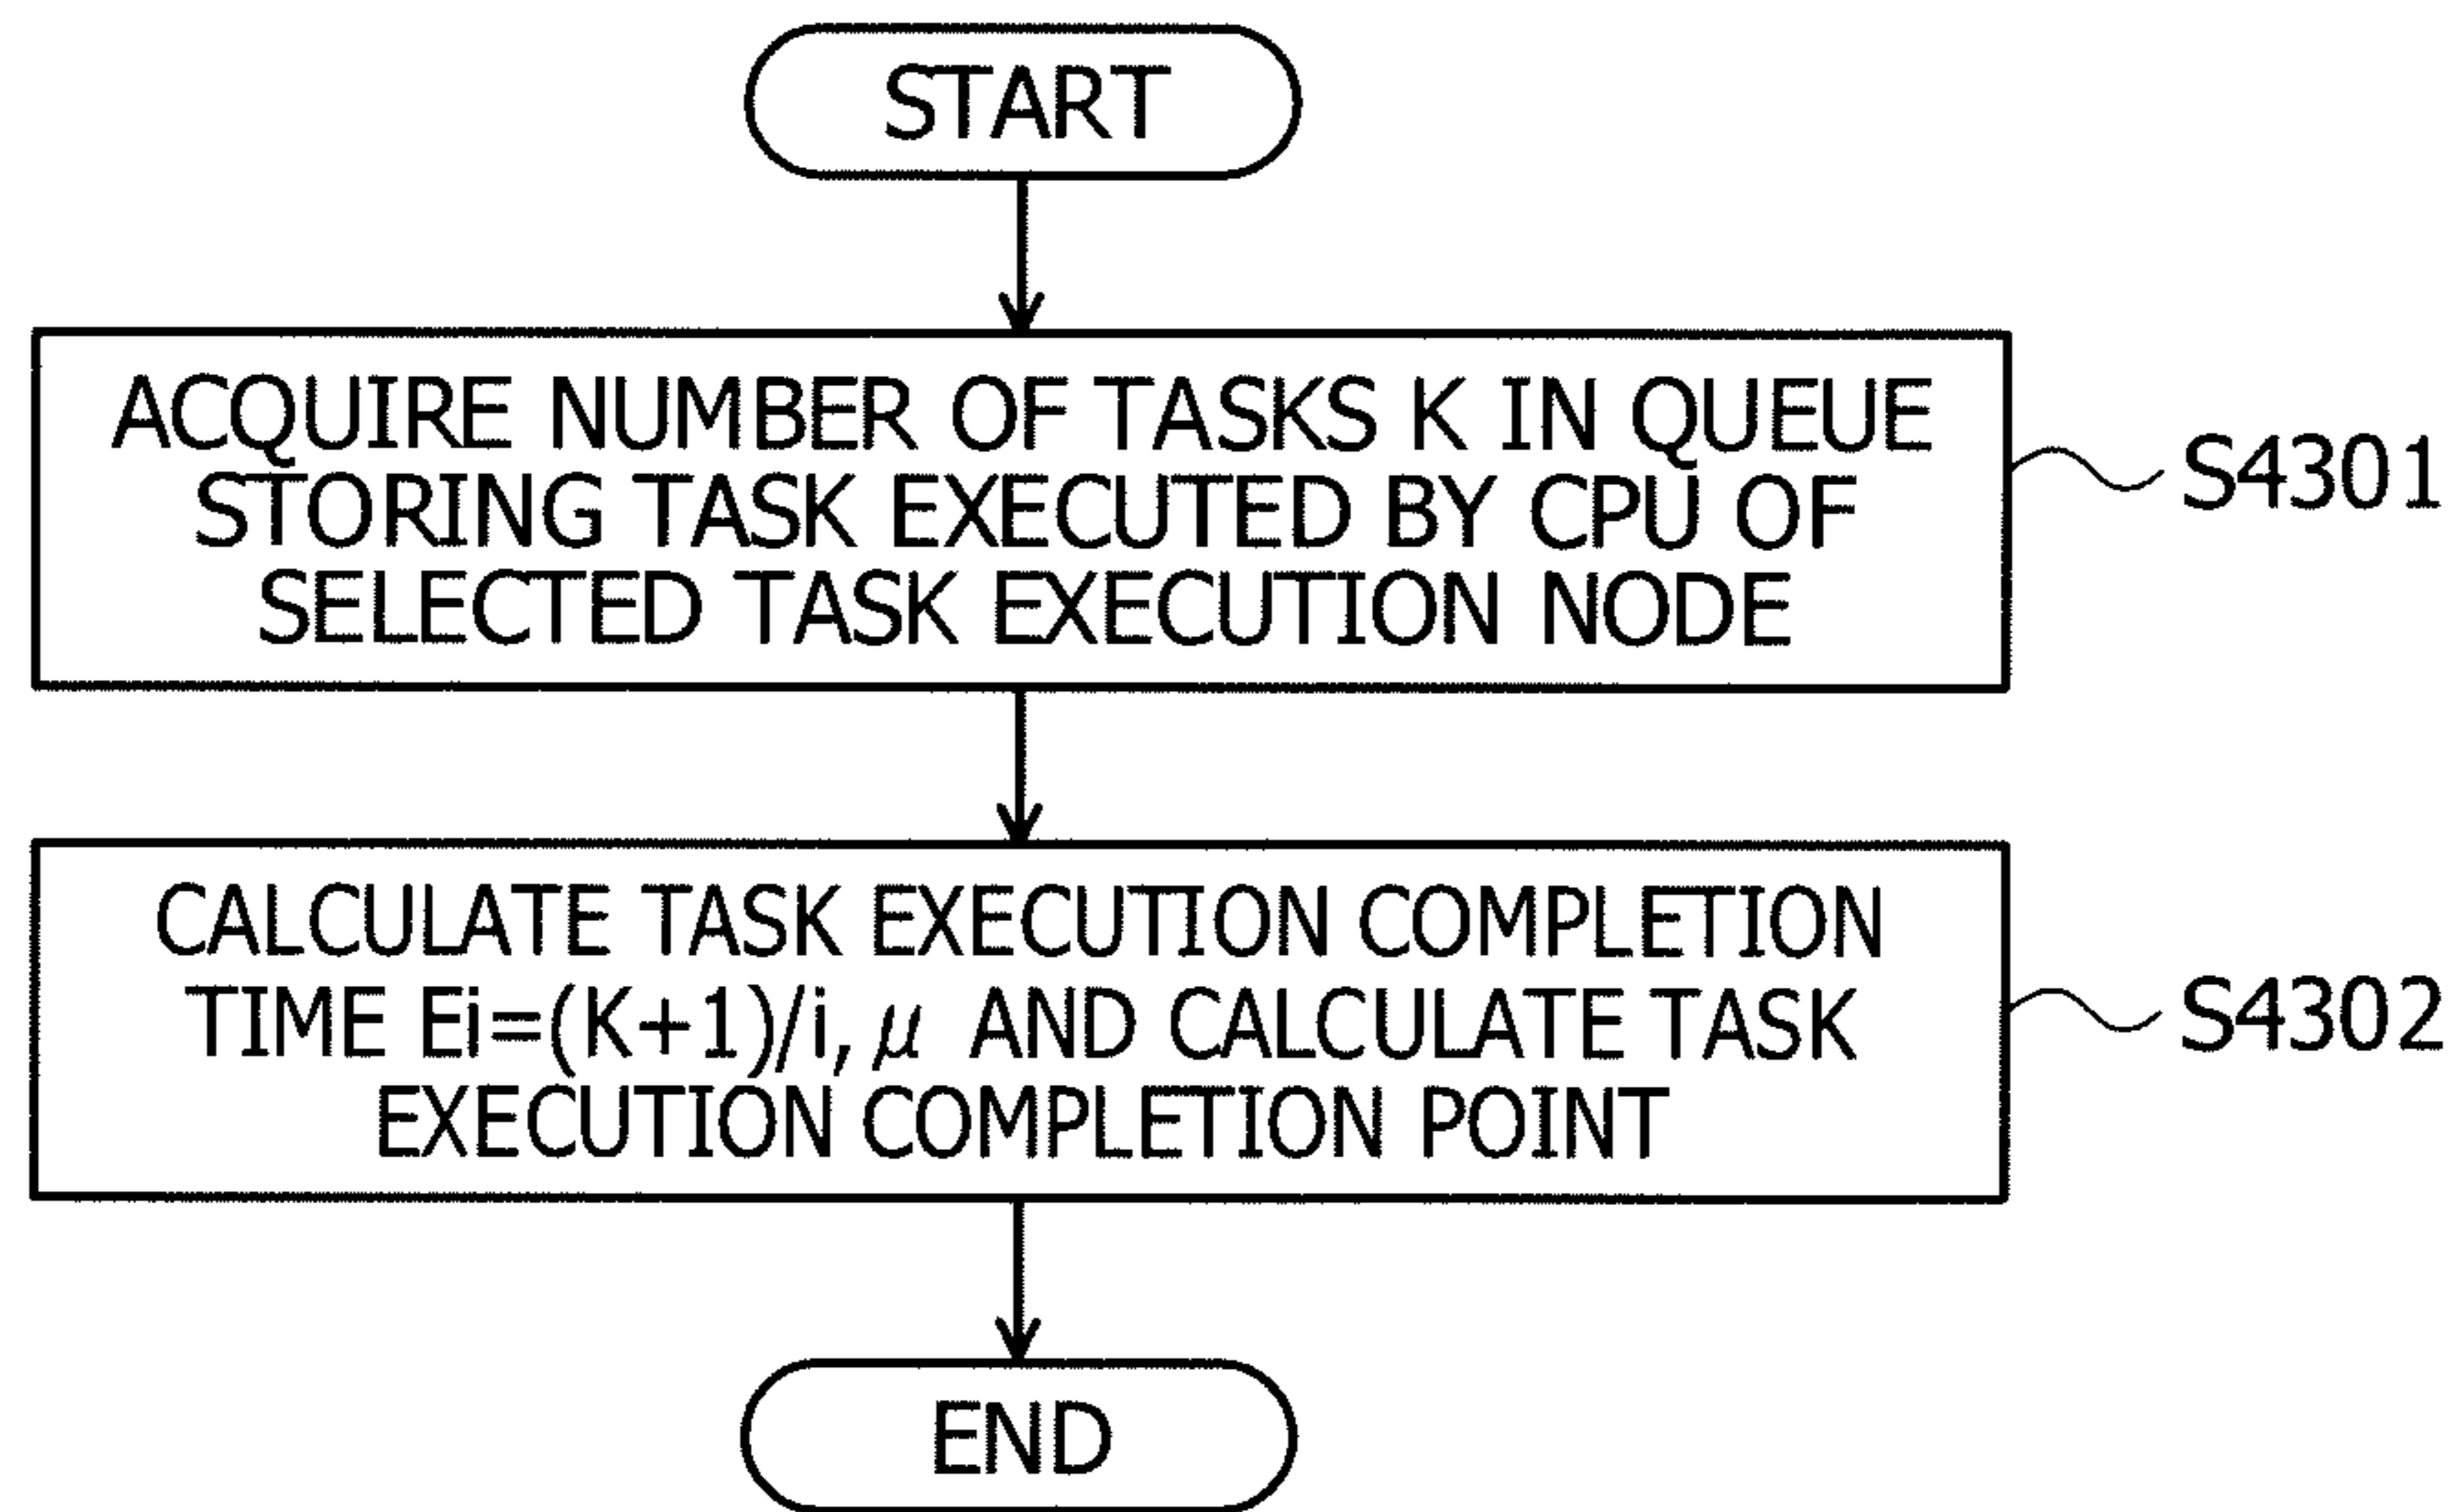 START
ACQUIRE NUMBER OF TASKS K IN QUEUE
STORING TASK EXECUTED BY CPU OF
SELECTED TASK EXECUTION NODE
S4301
CALCULATE TASK EXECUTION COMPLETION
TIME Ei=(K+1)/i, μ AND CALCULATE TASK
EXECUTION COMPLETION POINT
S4302
END